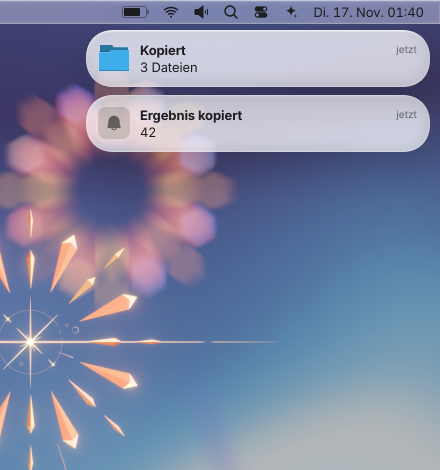 Di. 17. Nov. 01:40
Kopiert
jetzt
3 Dateien
Ergebnis kopiert
jetzt
42